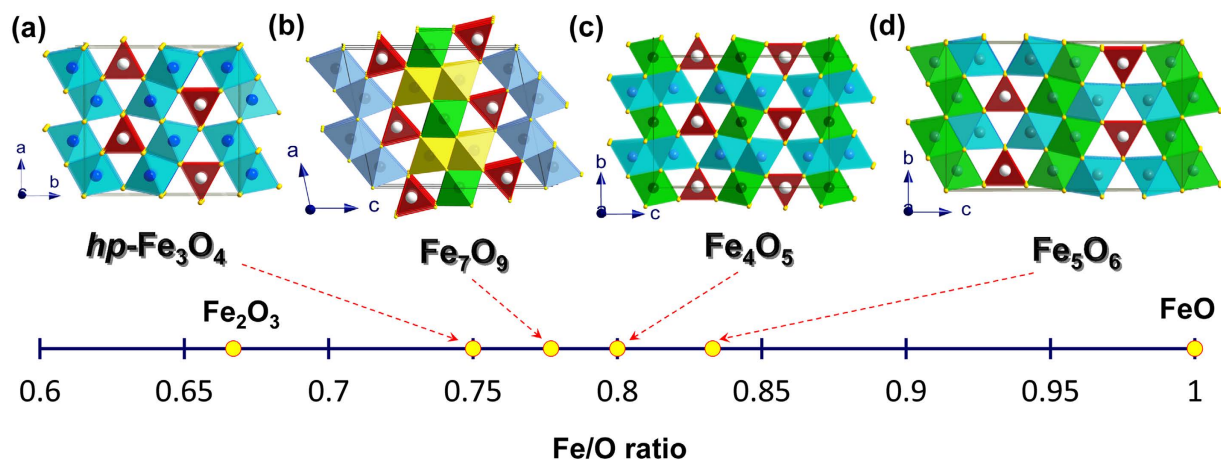 (a) (b) (c) (d)
a b c
a c
b a c
b a c
hp-Fe₃O₄ Fe₇O₉ Fe₄O₅ Fe₅O₆
Fe₂O₃ FeO
0.6 0.65 0.7 0.75 0.8 0.85 0.9 0.95 1
Fe/O ratio